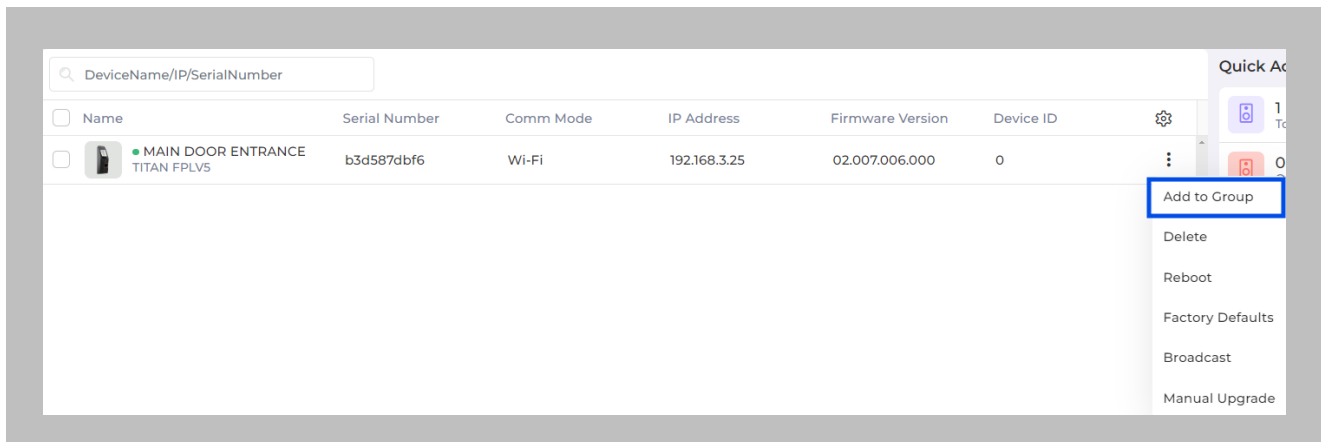 DeviceName/IP/SerialNumber
Quick
Name Serial Number Comm Mode IP Address Firmware Version Device ID
1
MAIN DOOR ENTRANCE
TITAN FPLV5
b3d587dbf6 Wi-Fi 192.168.3.25 02.007.006.000 0
0
Add to Group
Delete
Reboot
Factory Defaults
Broadcast
Manual Upgrade